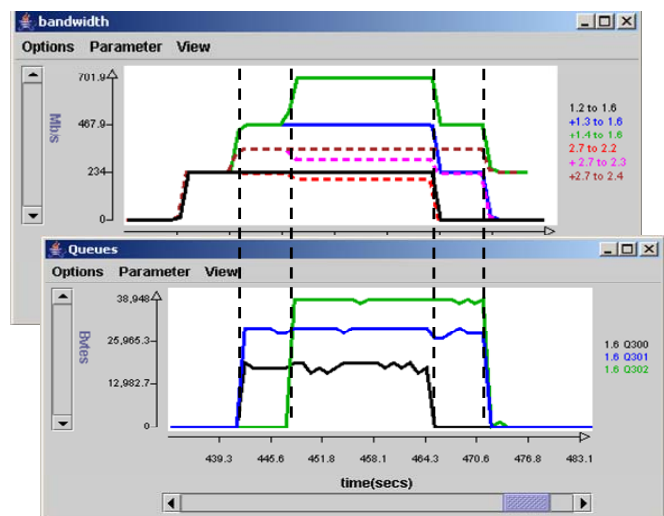 bandwidth
Options Parameter View
701.9
467.9
234
0
Mb/s
1.2 to 1.6
+1.3 to 1.6
+1.4 to 1.6
2.7 to 2.2
+ 2.7 to 2.3
+2.7 to 2.4
Queues
Options Parameter View
38,948
25,965.3
12,982.7
0
Bytes
1.6 Q300
1.6 Q301
1.6 Q302
439.3 445.6 451.8 458.1 464.3 470.6 476.8 483.1
time(secs)